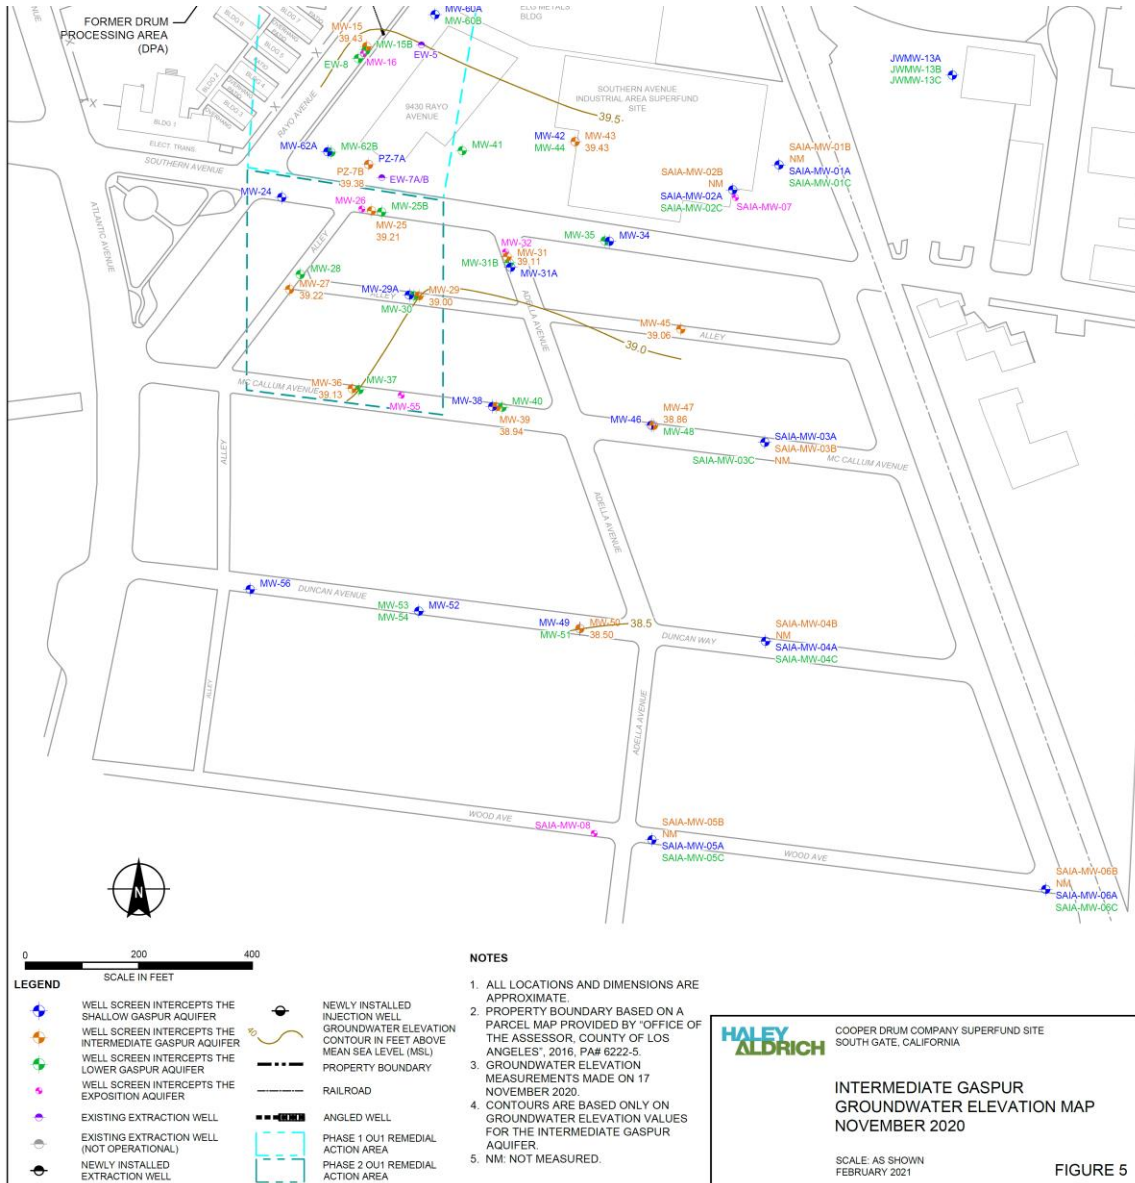 FORMER DRUM
PROCESSING AREA
(DPA)
BLDG 7
PATIO
BLDG 5
BLDG 4
BLDG 3
BLDG 2
BLDG 1
ELECT. TRANS.
OVERHANG
RAYO AVENUE
SOUTHERN AVENUE
ATLANTIC AVENUE
MW-15
39.43
MW-15B
EW-8
MW-16
EW-5
MW-60A
MW-60B
ELG METALS
BLDG
9430 RAYO
AVENUE
SOUTHERN AVENUE
INDUSTRIAL AREA SUPERFUND
SITE
39.5
JWMW-13A
JWMW-13B
JWMW-13C
MW-62A
MW-62B
PZ-7A
PZ-7B
39.38
EW-7A/B
MW-41
MW-42
MW-44
MW-43
39.43
SAIA-MW-01B
NM
SAIA-MW-01A
SAIA-MW-01C
SAIA-MW-02B
NM
SAIA-MW-02A
SAIA-MW-02C
SAIA-MW-07
MW-24
MW-26
MW-25B
MW-25
39.21
MW-32
MW-31
39.11
MW-31B
MW-31A
MW-35
MW-34
ALLEY
MW-28
MW-27
39.22
ALLEY
MW-29A
MW-29
39.00
MW-30
ADELLA AVENUE
MW-45
39.06
ALLEY
39.0
MC CALLUM AVENUE
MW-36
39.13
MW-37
MW-55
MW-38
MW-40
MW-39
38.94
MW-46
MW-47
38.86
MW-48
SAIA-MW-03A
SAIA-MW-03B
SAIA-MW-03C
NM
MC CALLUM AVENUE
ALLEY
ADELLA AVENUE
MW-56
DUNCAN AVENUE
MW-53
MW-54
MW-52
MW-49
MW-51
MW-50
38.50
38.5
DUNCAN WAY
SAIA-MW-04B
NM
SAIA-MW-04A
SAIA-MW-04C
ALLEY
ADELLA AVENUE
WOOD AVE
SAIA-MW-08
SAIA-MW-05B
NM
SAIA-MW-05A
SAIA-MW-05C
WOOD AVE
SAIA-MW-06B
NM
SAIA-MW-06A
SAIA-MW-06C
N
0 200 400
SCALE IN FEET
LEGEND
WELL SCREEN INTERCEPTS THE
SHALLOW GASPUR AQUIFER
WELL SCREEN INTERCEPTS THE
INTERMEDIATE GASPUR AQUIFER
WELL SCREEN INTERCEPTS THE
LOWER GASPUR AQUIFER
WELL SCREEN INTERCEPTS THE
EXPOSITION AQUIFER
EXISTING EXTRACTION WELL
EXISTING EXTRACTION WELL
(NOT OPERATIONAL)
NEWLY INSTALLED
EXTRACTION WELL
NEWLY INSTALLED
INJECTION WELL
40
GROUNDWATER ELEVATION
CONTOUR IN FEET ABOVE
MEAN SEA LEVEL (MSL)
PROPERTY BOUNDARY
RAILROAD
ANGLED WELL
PHASE 1 OU1 REMEDIAL
ACTION AREA
PHASE 2 OU1 REMEDIAL
ACTION AREA
NOTES
1. ALL LOCATIONS AND DIMENSIONS ARE
APPROXIMATE.
2. PROPERTY BOUNDARY BASED ON A
PARCEL MAP PROVIDED BY "OFFICE OF
THE ASSESSOR, COUNTY OF LOS
ANGELES", 2016, PA# 6222-5.
3. GROUNDWATER ELEVATION
MEASUREMENTS MADE ON 17
NOVEMBER 2020.
4. CONTOURS ARE BASED ONLY ON
GROUNDWATER ELEVATION VALUES
FOR THE INTERMEDIATE GASPUR
AQUIFER.
5. NM: NOT MEASURED.
HALEY
ALDRICH
COOPER DRUM COMPANY SUPERFUND SITE
SOUTH GATE, CALIFORNIA
INTERMEDIATE GASPUR
GROUNDWATER ELEVATION MAP
NOVEMBER 2020
SCALE: AS SHOWN
FEBRUARY 2021
FIGURE 5